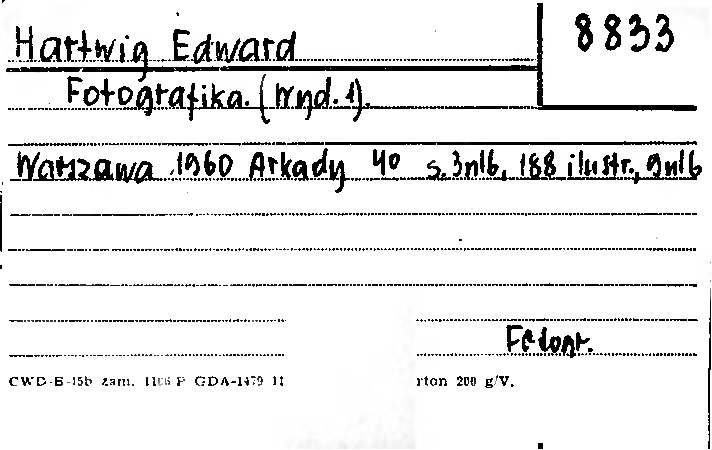 8833
Hartwig Edward
Fotografika. (Wyd. 1).
Warszawa 1960 Arkady 4o s. 3nlb, 188 ilustr., 9nlb
Fotogr.
CWD-B-15b zam. 1106 P GDA-1479 11 rton 200 g/V.